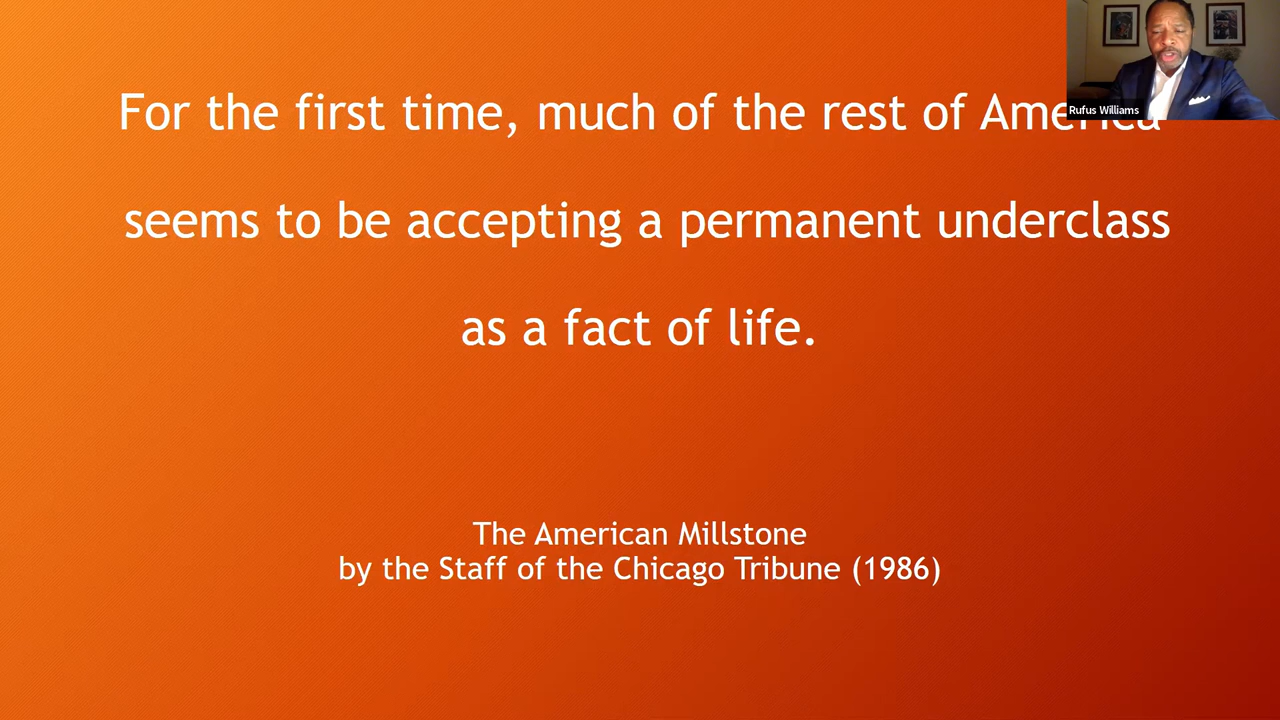 For the first time, much of the rest of America
seems to be accepting a permanent underclass
as a fact of life.
The American Millstone
by the Staff of the Chicago Tribune (1986)
Rufus Williams